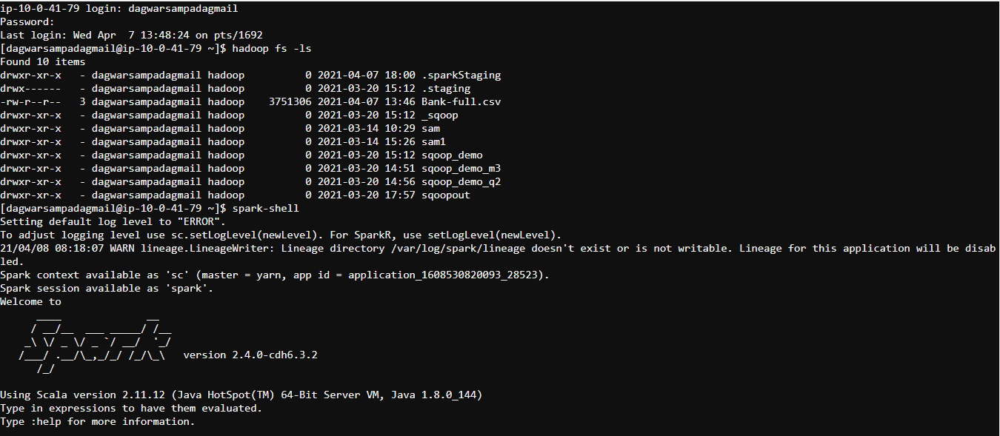 ip-10-0-41-79 login: dagwarsampadagmail
Password:
Last login: Wed Apr  7 13:48:24 on pts/1692
[dagwarsampadagmail@ip-10-0-41-79 ~]$ hadoop fs -ls
Found 10 items
drwxr-xr-x   - dagwarsampadagmail hadoop          0 2021-04-07 18:00 .sparkStaging
drwx------   - dagwarsampadagmail hadoop          0 2021-03-20 15:12 .staging
-rw-r--r--   3 dagwarsampadagmail hadoop    3751306 2021-04-07 13:46 Bank-full.csv
drwxr-xr-x   - dagwarsampadagmail hadoop          0 2021-03-20 15:12 _sqoop
drwxr-xr-x   - dagwarsampadagmail hadoop          0 2021-03-14 10:29 sam
drwxr-xr-x   - dagwarsampadagmail hadoop          0 2021-03-14 15:26 sam1
drwxr-xr-x   - dagwarsampadagmail hadoop          0 2021-03-20 15:12 sqoop_demo
drwxr-xr-x   - dagwarsampadagmail hadoop          0 2021-03-20 14:51 sqoop_demo_m3
drwxr-xr-x   - dagwarsampadagmail hadoop          0 2021-03-20 14:56 sqoop_demo_q2
drwxr-xr-x   - dagwarsampadagmail hadoop          0 2021-03-20 17:57 sqoopout
[dagwarsampadagmail@ip-10-0-41-79 ~]$ spark-shell
Setting default log level to "ERROR".
To adjust logging level use sc.setLogLevel(newLevel). For SparkR, use setLogLevel(newLevel).
21/04/08 08:18:07 WARN lineage.LineageWriter: Lineage directory /var/log/spark/lineage doesn't exist or is not writable. Lineage for this application will be disab
led.
Spark context available as 'sc' (master = yarn, app id = application_1608530820093_28523).
Spark session available as 'spark'.
Welcome to
      ____              __
     / __/__  ___ _____/ /__
    _\ \/ _ \/ _ `/ __/  '_/
   /___/ .__/\_,_/_/ /_/\_\   version 2.4.0-cdh6.3.2
      /_/
Using Scala version 2.11.12 (Java HotSpot(TM) 64-Bit Server VM, Java 1.8.0_144)
Type in expressions to have them evaluated.
Type :help for more information.